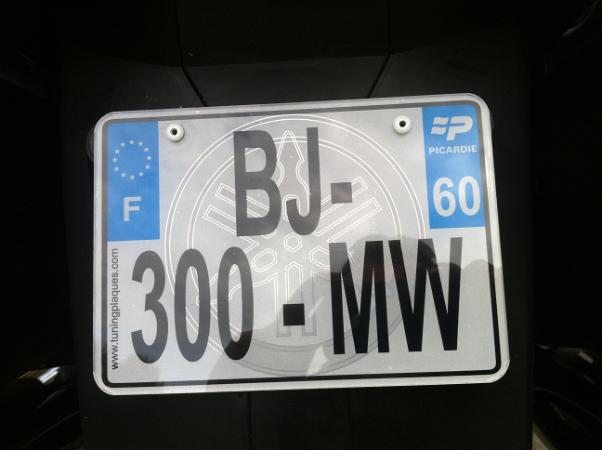 BJ-
300-MW
F
PICARDIE
60
www.tuningplaques.com